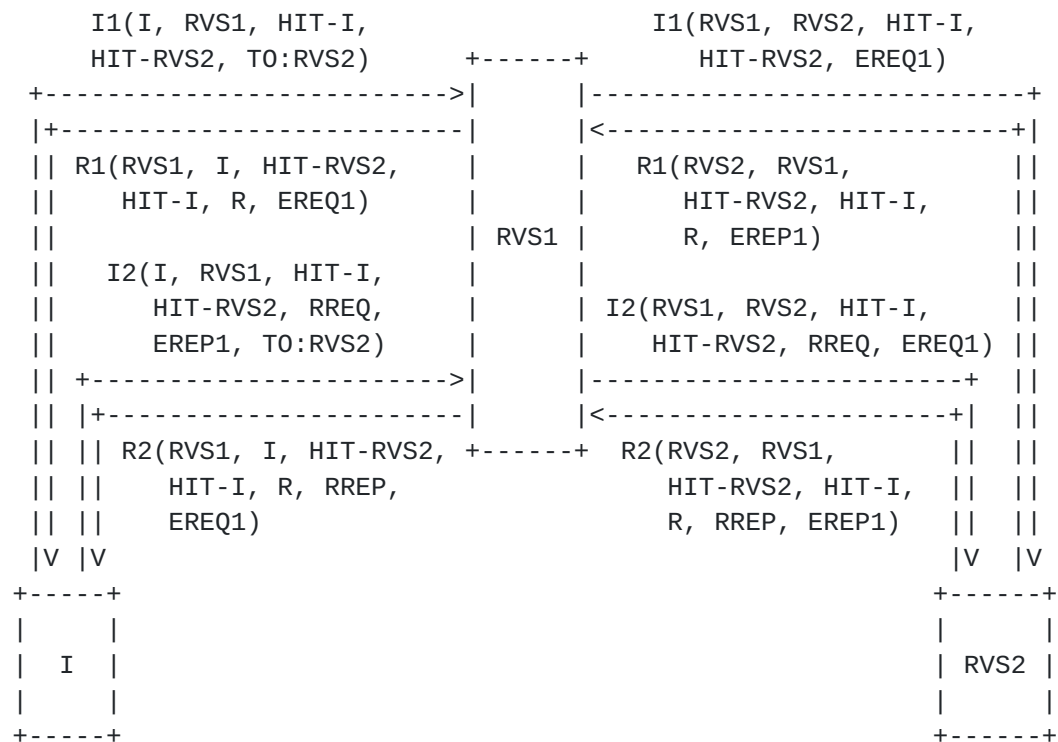 I1(I, RVS1, HIT-I, I1(RVS1, RVS2, HIT-I,
HIT-RVS2, TO:RVS2) HIT-RVS2, EREQ1)
R1(RVS1, I, HIT-RVS2, R1(RVS2, RVS1,
HIT-I, R, EREQ1) HIT-RVS2, HIT-I,
RVS1 R, EREP1)
I2(I, RVS1, HIT-I,
HIT-RVS2, RREQ, I2(RVS1, RVS2, HIT-I,
EREP1, TO:RVS2) HIT-RVS2, RREQ, EREQ1)
R2(RVS1, I, HIT-RVS2, R2(RVS2, RVS1,
HIT-I, R, RREP, HIT-RVS2, HIT-I,
EREQ1) R, RREP, EREP1)
I RVS2